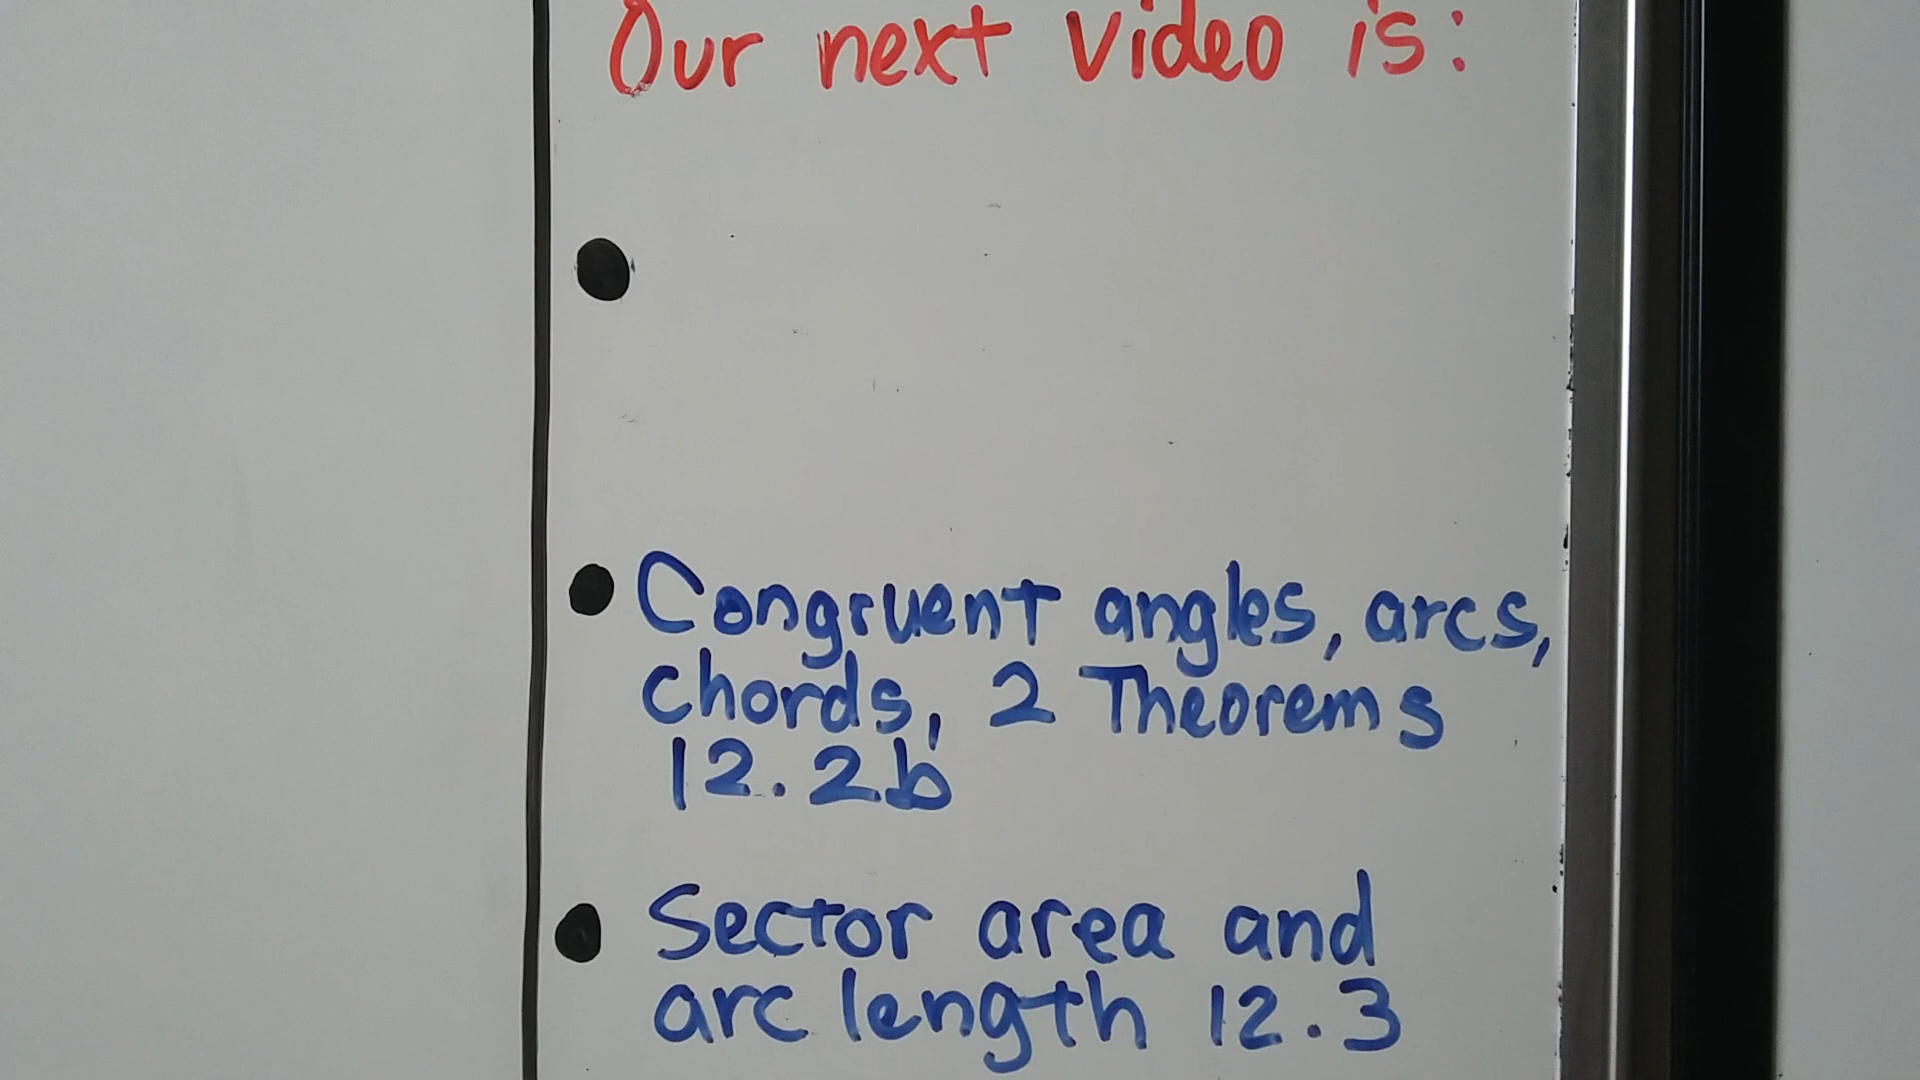 Our next video is:
• 
• Congruent angles, arcs,
chords, 2 Theorems
12.2b
• Sector area and
arc length 12.3